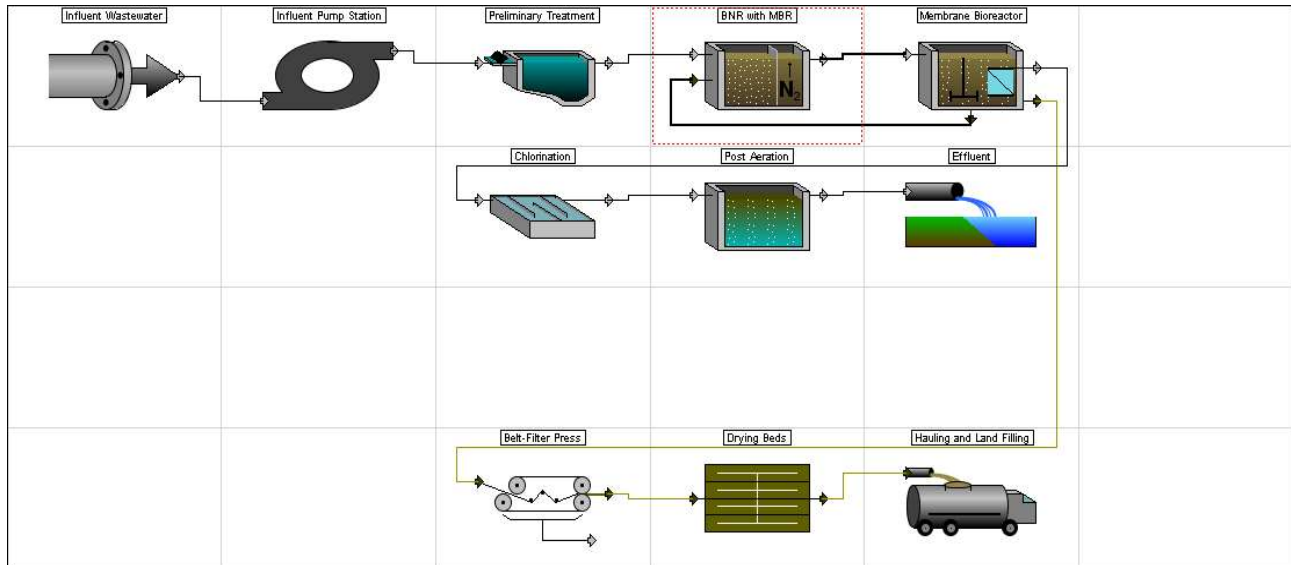 Influent Wastewater
Influent Pump Station
Preliminary Treatment
BNR with MBR
Membrane Bioreactor
N2
Chlorination
Post Aeration
Effluent
Belt-Filter Press
Drying Beds
Hauling and Land Filling